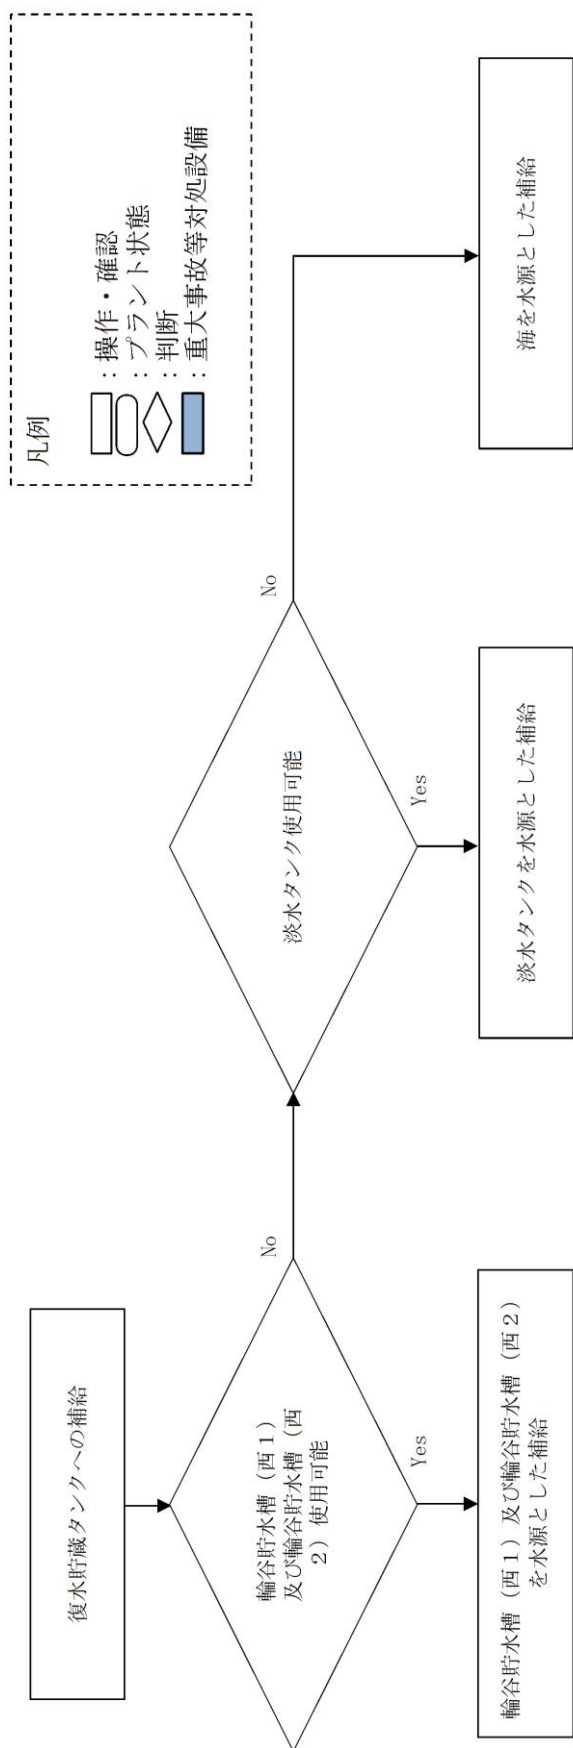 凡例
：操作・確認
：プラント状態
：判断
：重大事故等対処設備
復水貯蔵タンクへの補給
輪谷貯水槽（西１）
及び輪谷貯水槽（西
２）使用可能
No
淡水タンク使用可能
No
Yes
Yes
輪谷貯水槽（西１）及び輪谷貯水槽（西２）
を水源とした補給
淡水タンクを水源とした補給
海を水源とした補給